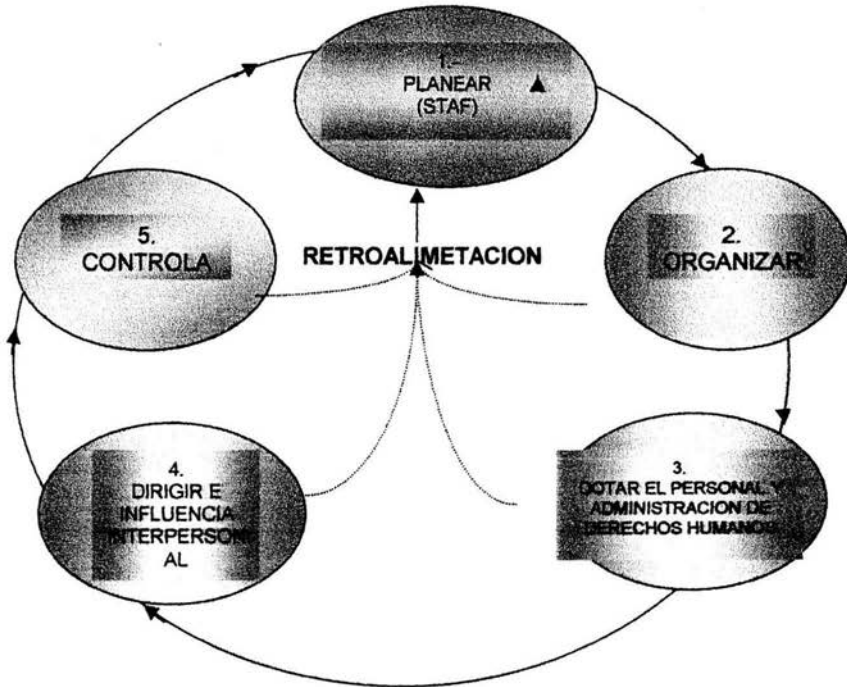 1.-
PLANEAR
(STAF)
5.
CONTROLA
RETROALIMETACION
2.
ORGANIZAR
4.
DIRIGIR E
INFLUENCIA
INTERPERSON
AL
3.
DOTAR EL PERSONAL Y
ADMINISTRACION DE
DERECHOS HUMANOS